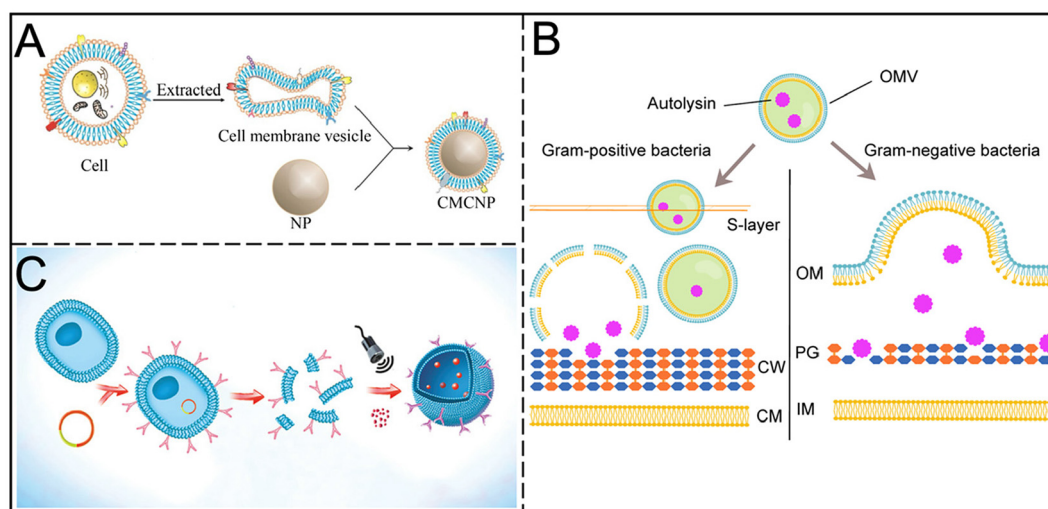 A
Extracted
Cell
Cell membrane vesicle
NP
CMCNP
B
OMV
Autolysin
Gram-positive bacteria
Gram-negative bacteria
S-layer
OM
CW
PG
CM
IM
C